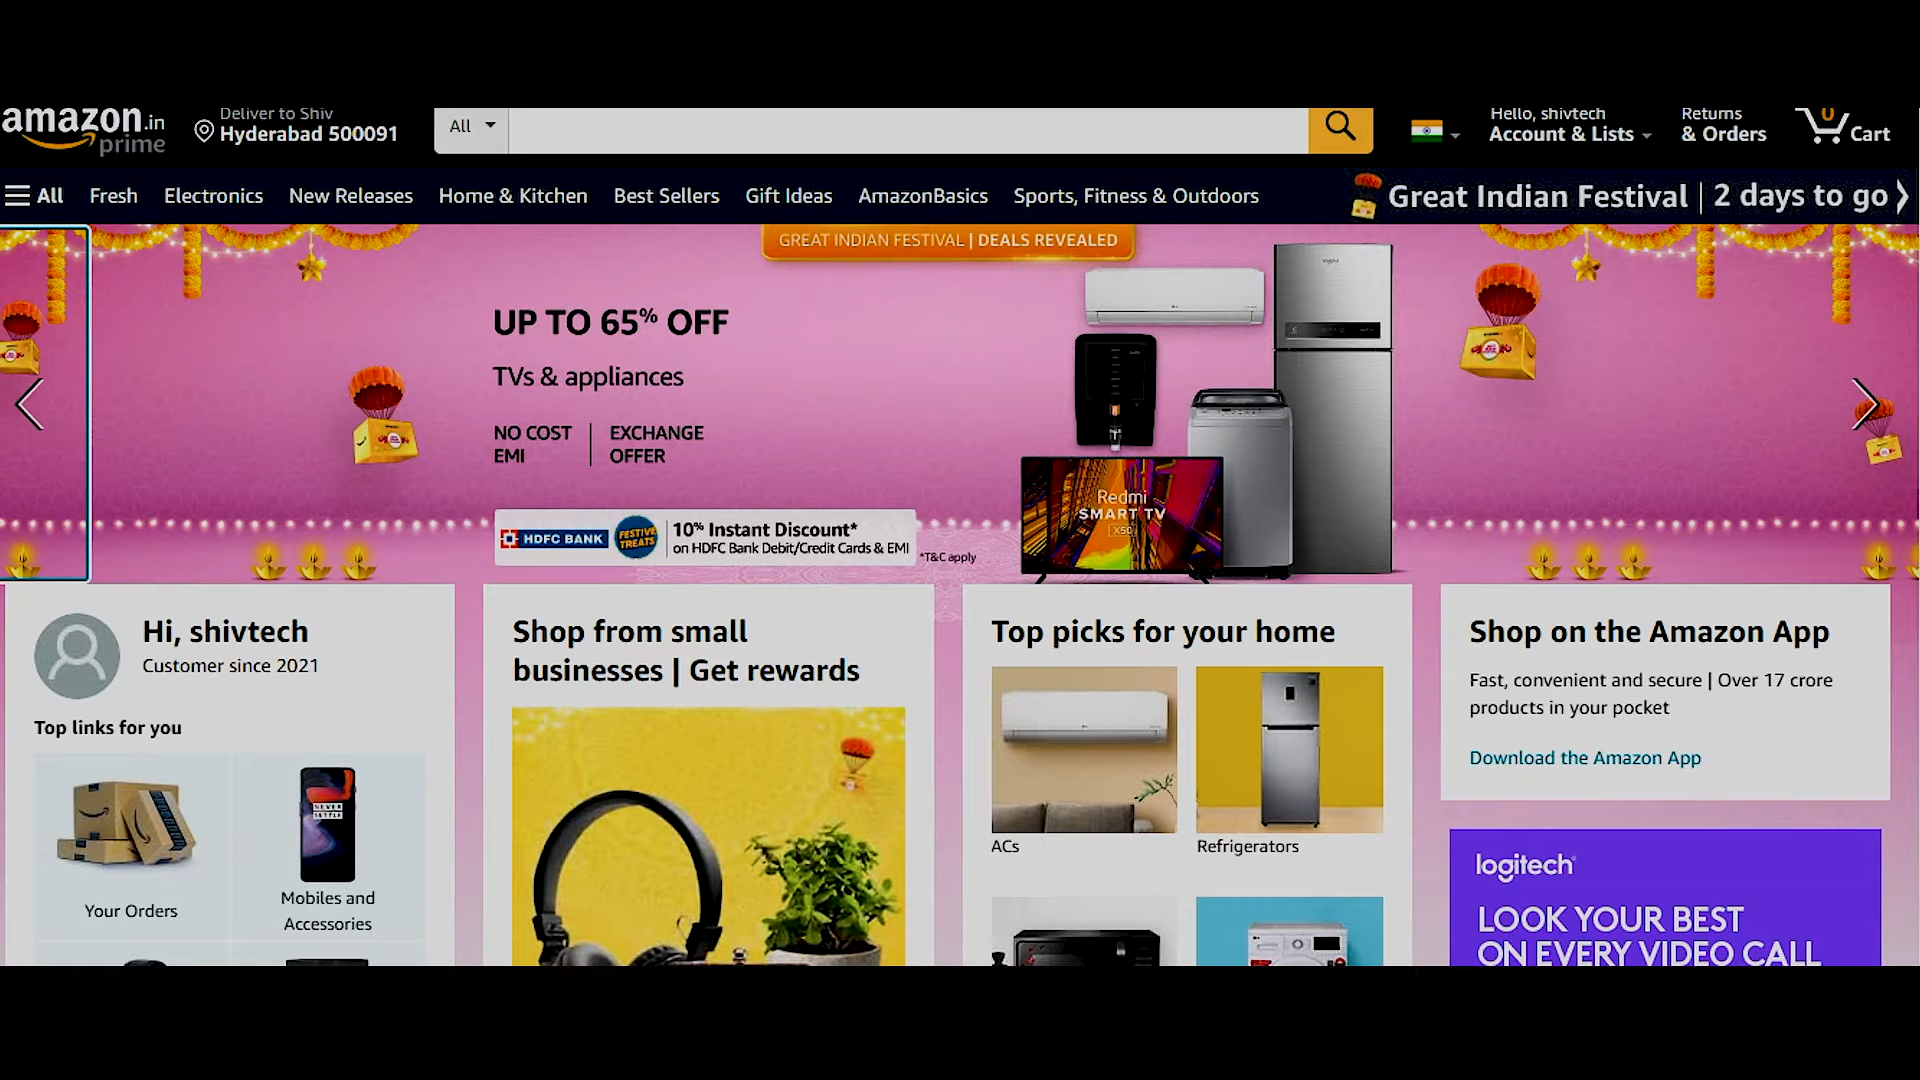 amazon.in
prime
Deliver to Shiv
Hyderabad 500091
All
Hello, shivtech
Account & Lists
Returns
& Orders
0
Cart
All
Fresh
Electronics
New Releases
Home & Kitchen
Best Sellers
Gift Ideas
AmazonBasics
Sports, Fitness & Outdoors
Great Indian Festival | 2 days to go
GREAT INDIAN FESTIVAL | DEALS REVEALED
UP TO 65% OFF
TVs & appliances
NO COST
EMI
EXCHANGE
OFFER
HDFC BANK
FESTIVE
TREATS
10% Instant Discount*
on HDFC Bank Debit/Credit Cards & EMI
*T&C apply
Redmi
SMART TV
X50
Hi, shivtech
Customer since 2021
Top links for you
Your Orders
NEVER
SETTLE
Mobiles and
Accessories
Shop from small
businesses | Get rewards
Top picks for your home
ACs
Refrigerators
Shop on the Amazon App
Fast, convenient and secure | Over 17 crore
products in your pocket
Download the Amazon App
logitech
LOOK YOUR BEST
ON EVERY VIDEO CALL